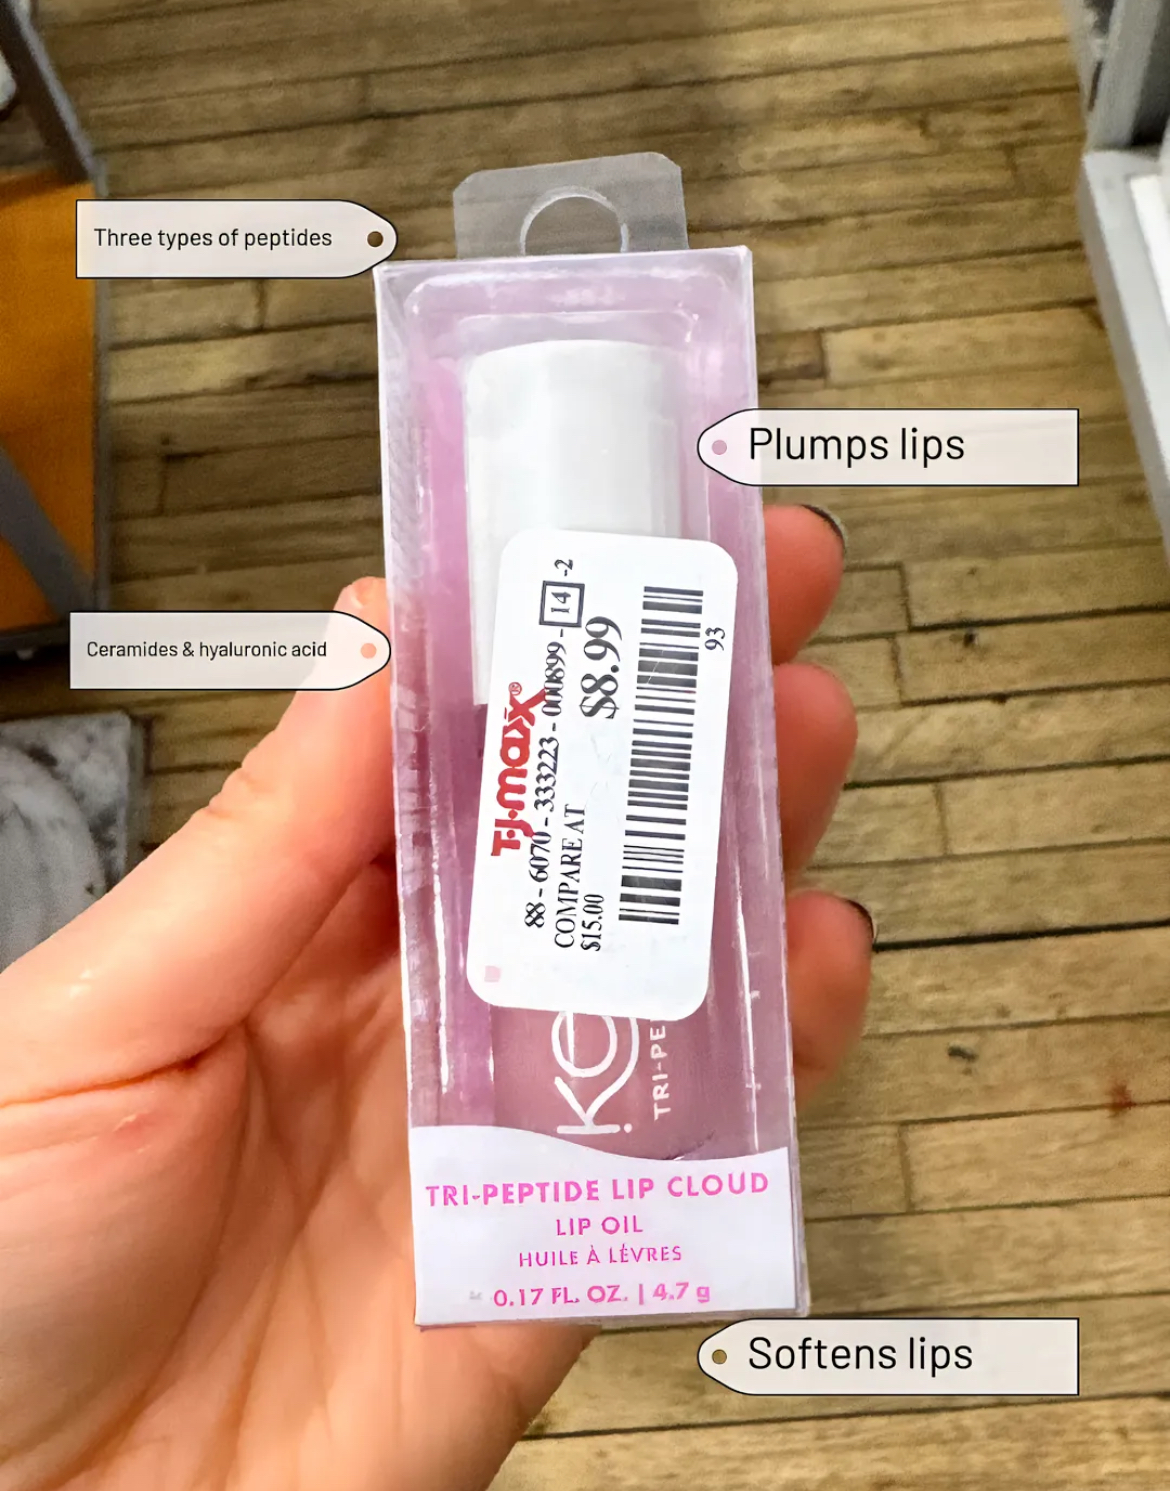 Three types of peptides
Plumps lips
Ceramides & hyaluronic acid
T.J.maxx®
88 - 6070 - 333223 - 000899 - 14 -2
COMPARE AT
$15.00
$8.99
93
TRI-PEPTIDE LIP CLOUD
LIP OIL
HUILE À LÉVRES
0.17 FL. OZ. | 4.7 g
Softens lips